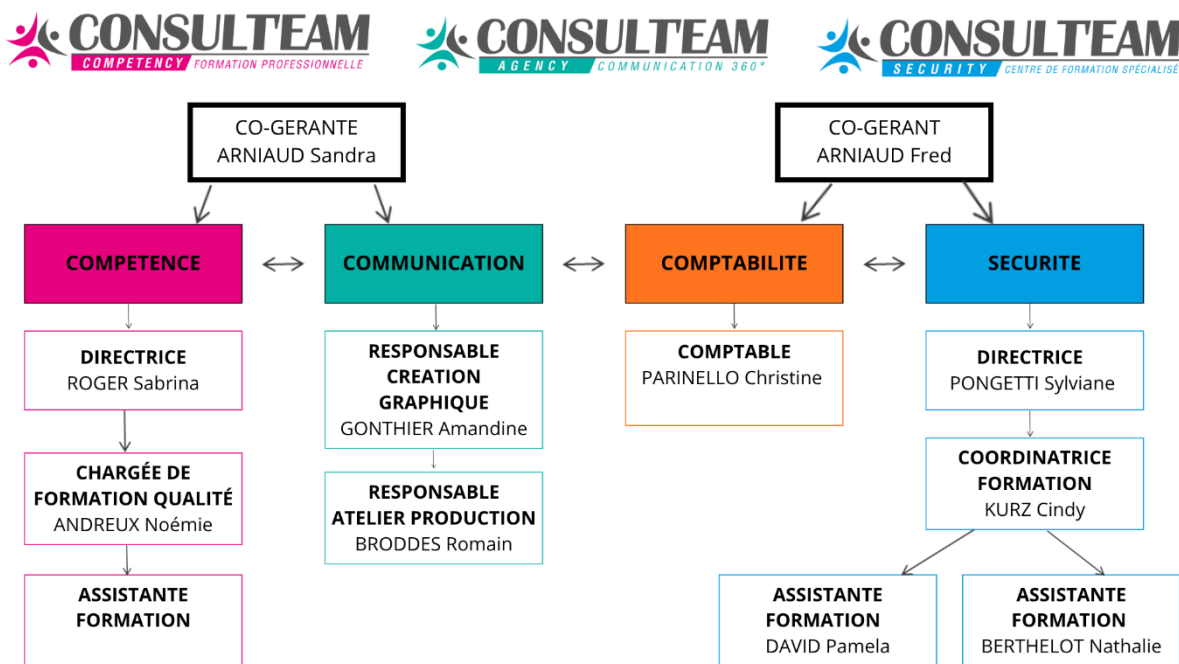 CONSULTEAM
COMPETENCY FORMATION PROFESSIONNELLE
CONSULTEAM
AGENCY COMMUNICATION 360°
CONSULTEAM
SECURITY CENTRE DE FORMATION SPÉCIALISÉ
CO-GERANTE
ARNIAUD Sandra
CO-GERANT
ARNIAUD Fred
COMPETENCE
COMMUNICATION
COMPTABILITE
SECURITE
DIRECTRICE
ROGER Sabrina
RESPONSABLE
CREATION
GRAPHIQUE
GONTHIER Amandine
COMPTABLE
PARINELLO Christine
DIRECTRICE
PONGETTI Sylviane
CHARGÉE DE
FORMATION QUALITÉ
ANDREUX Noémie
RESPONSABLE
ATELIER PRODUCTION
BRODDES Romain
COORDINATRICE
FORMATION
KURZ Cindy
ASSISTANTE
FORMATION
ASSISTANTE
FORMATION
DAVID Pamela
ASSISTANTE
FORMATION
BERTHELOT Nathalie